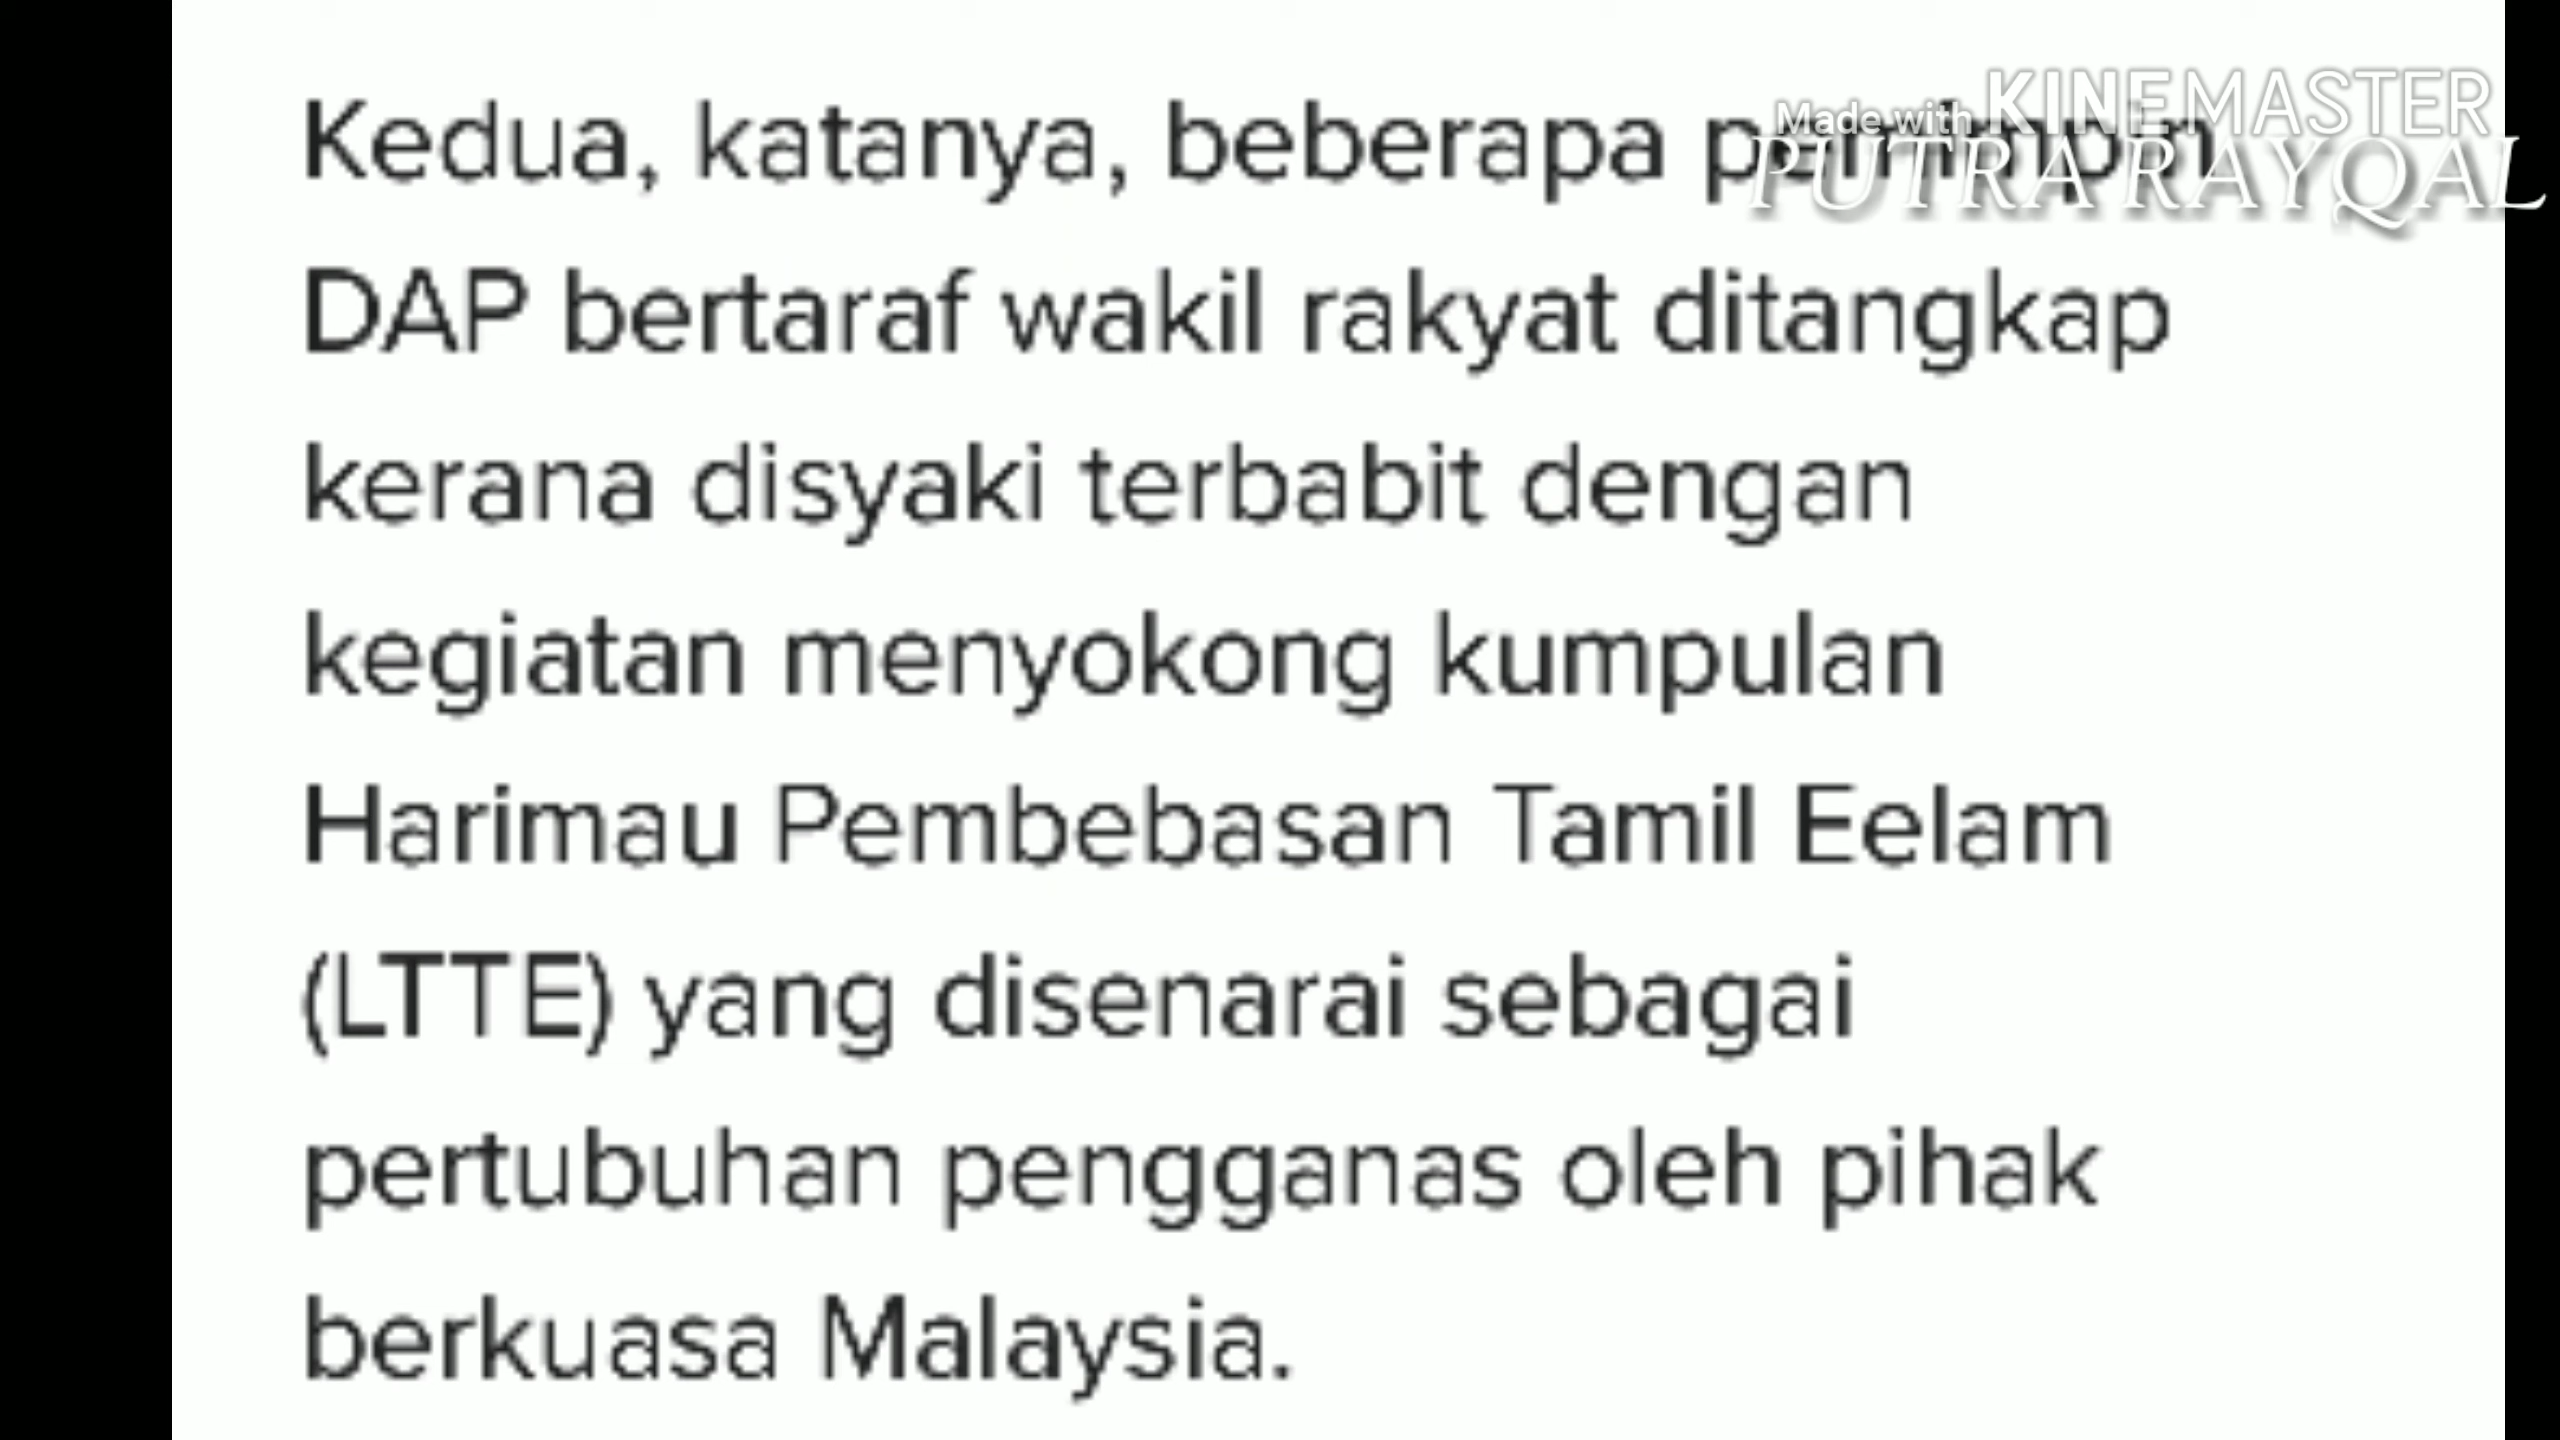 Made with KINEMASTER
PUTRA RAYQAL
Kedua, katanya, beberapa pemimpin
DAP bertaraf wakil rakyat ditangkap
kerana disyaki terbabit dengan
kegiatan menyokong kumpulan
Harimau Pembebasan Tamil Eelam
(LTTE) yang disenarai sebagai
pertubuhan pengganas oleh pihak
berkuasa Malaysia.